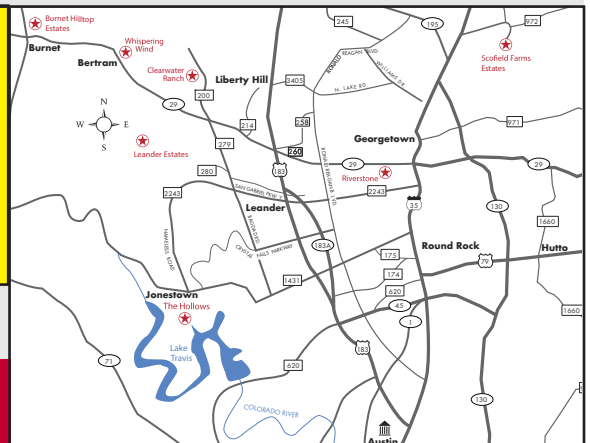 Burnet Hilltop
Estates
245
195
972
Burnet
Whispering
Wind
Bertram
Scofield Farms
Estates
RONALD
REAGAN BLVD.
WILLIAMS DR.
Clearwater
Ranch
Liberty Hill
3405
N. LAKE RD.
200
29
N
W
E
S
214
258
971
Georgetown
Leander Estates
279
260
RONALD REAGAN BLVD.
29
29
280
183
Riverstone
2243
SAN GABRIEL PKWY.
2243
35
130
Leander
BAGDAD RD.
1660
NAMELESS ROAD
CRYSTAL FALLS PARKWAY
183A
Round Rock
Hutto
175
79
174
1431
620
Jonestown
The Hollows
45
1660
1
Lake
Travis
183
71
620
130
COLORADO RIVER
Austin